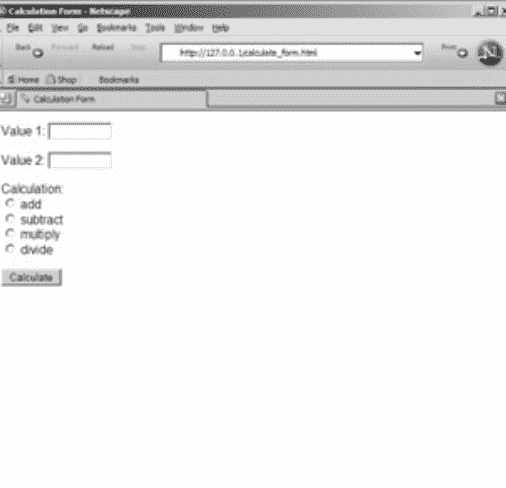 Calculation Form - Netscape
File Edit View Go Bookmarks Tools Window Help
Back Forward Reload Stop http://127.0.0.1/calculate_form.html Print N
Home Shop Bookmarks
Calculation Form
Value 1:
Value 2:
Calculation:
add
subtract
multiply
divide
Calculate